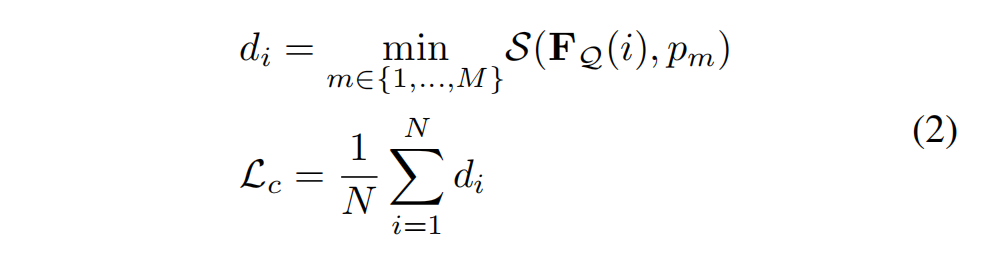 d_i = \min_{m \in \{1,...,M\}} \mathcal{S}(\mathbf{F}_{\mathcal{Q}}(i), p_m)
\mathcal{L}_c = \frac{1}{N} \sum_{i=1}^{N} d_i
(2)